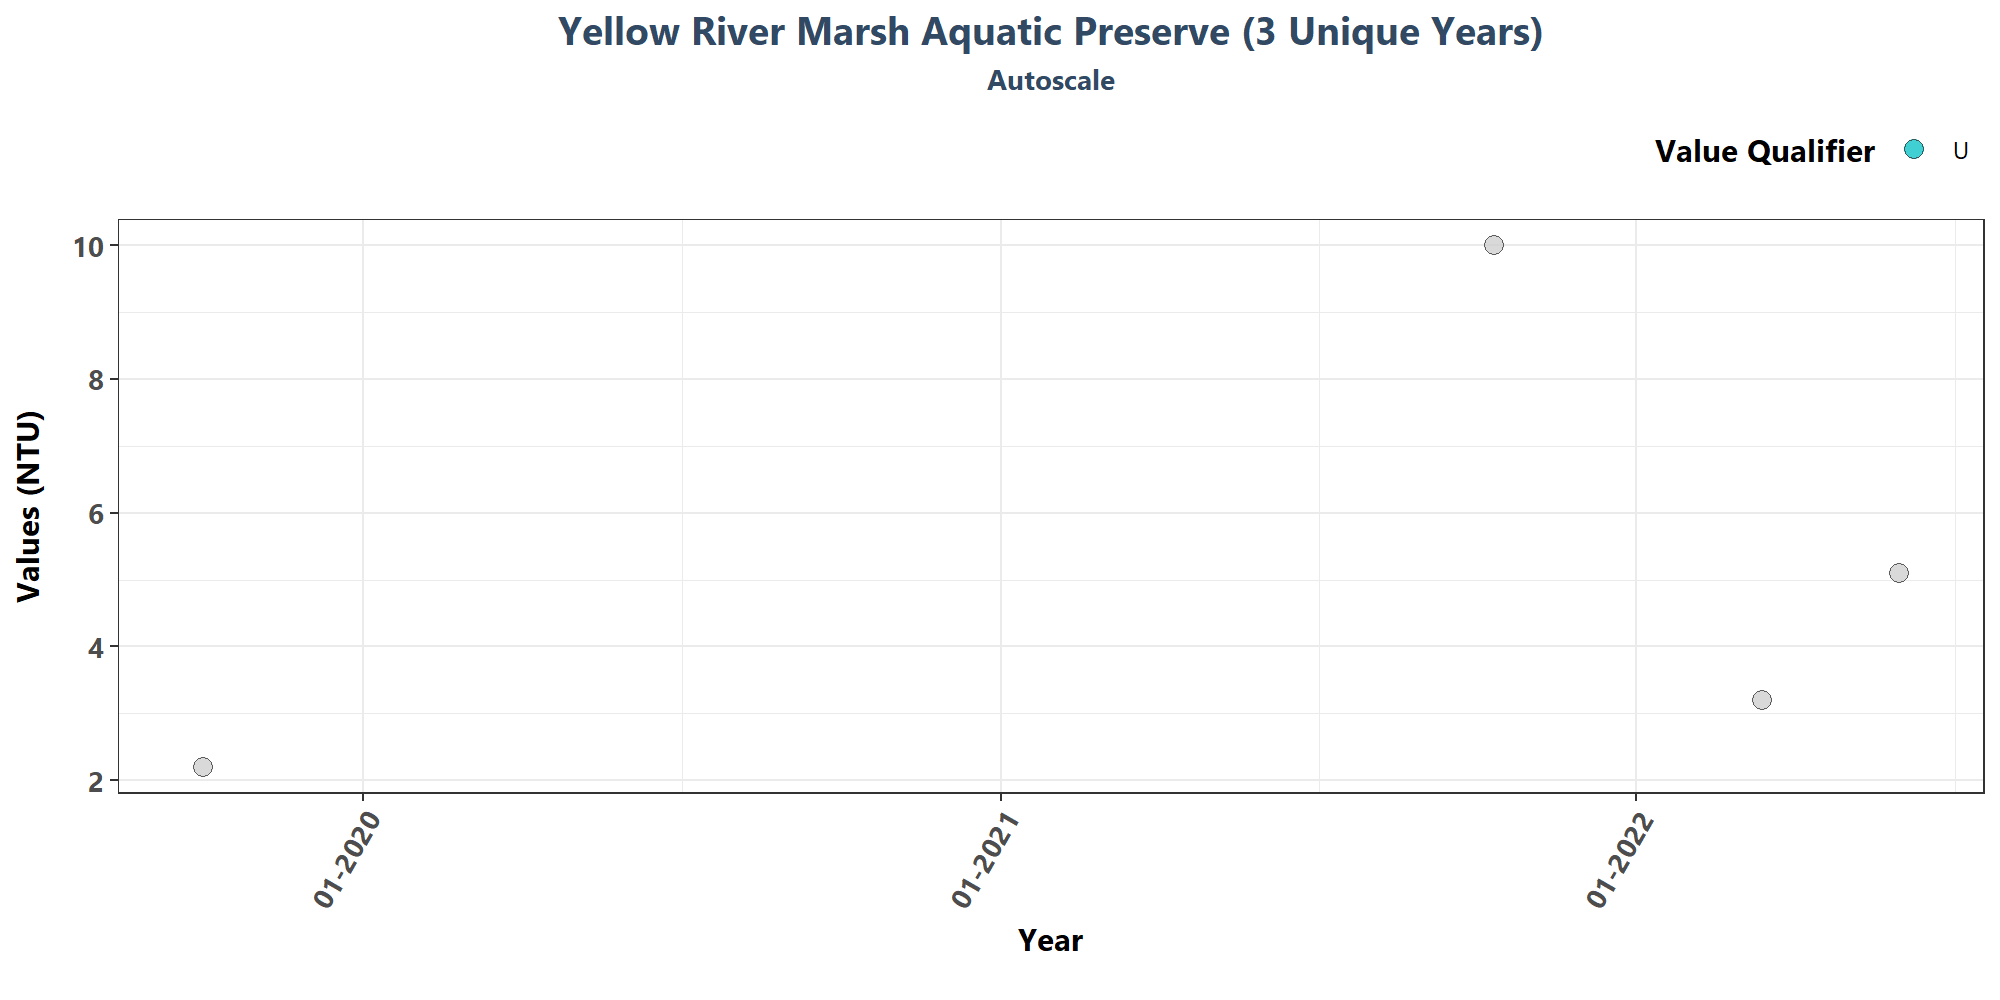 Yellow River Marsh Aquatic Preserve (3 Unique Years)
Autoscale
Value Qualifier U
10
8
6
4
2
Values (NTU)
01-2020
01-2021
01-2022
Year